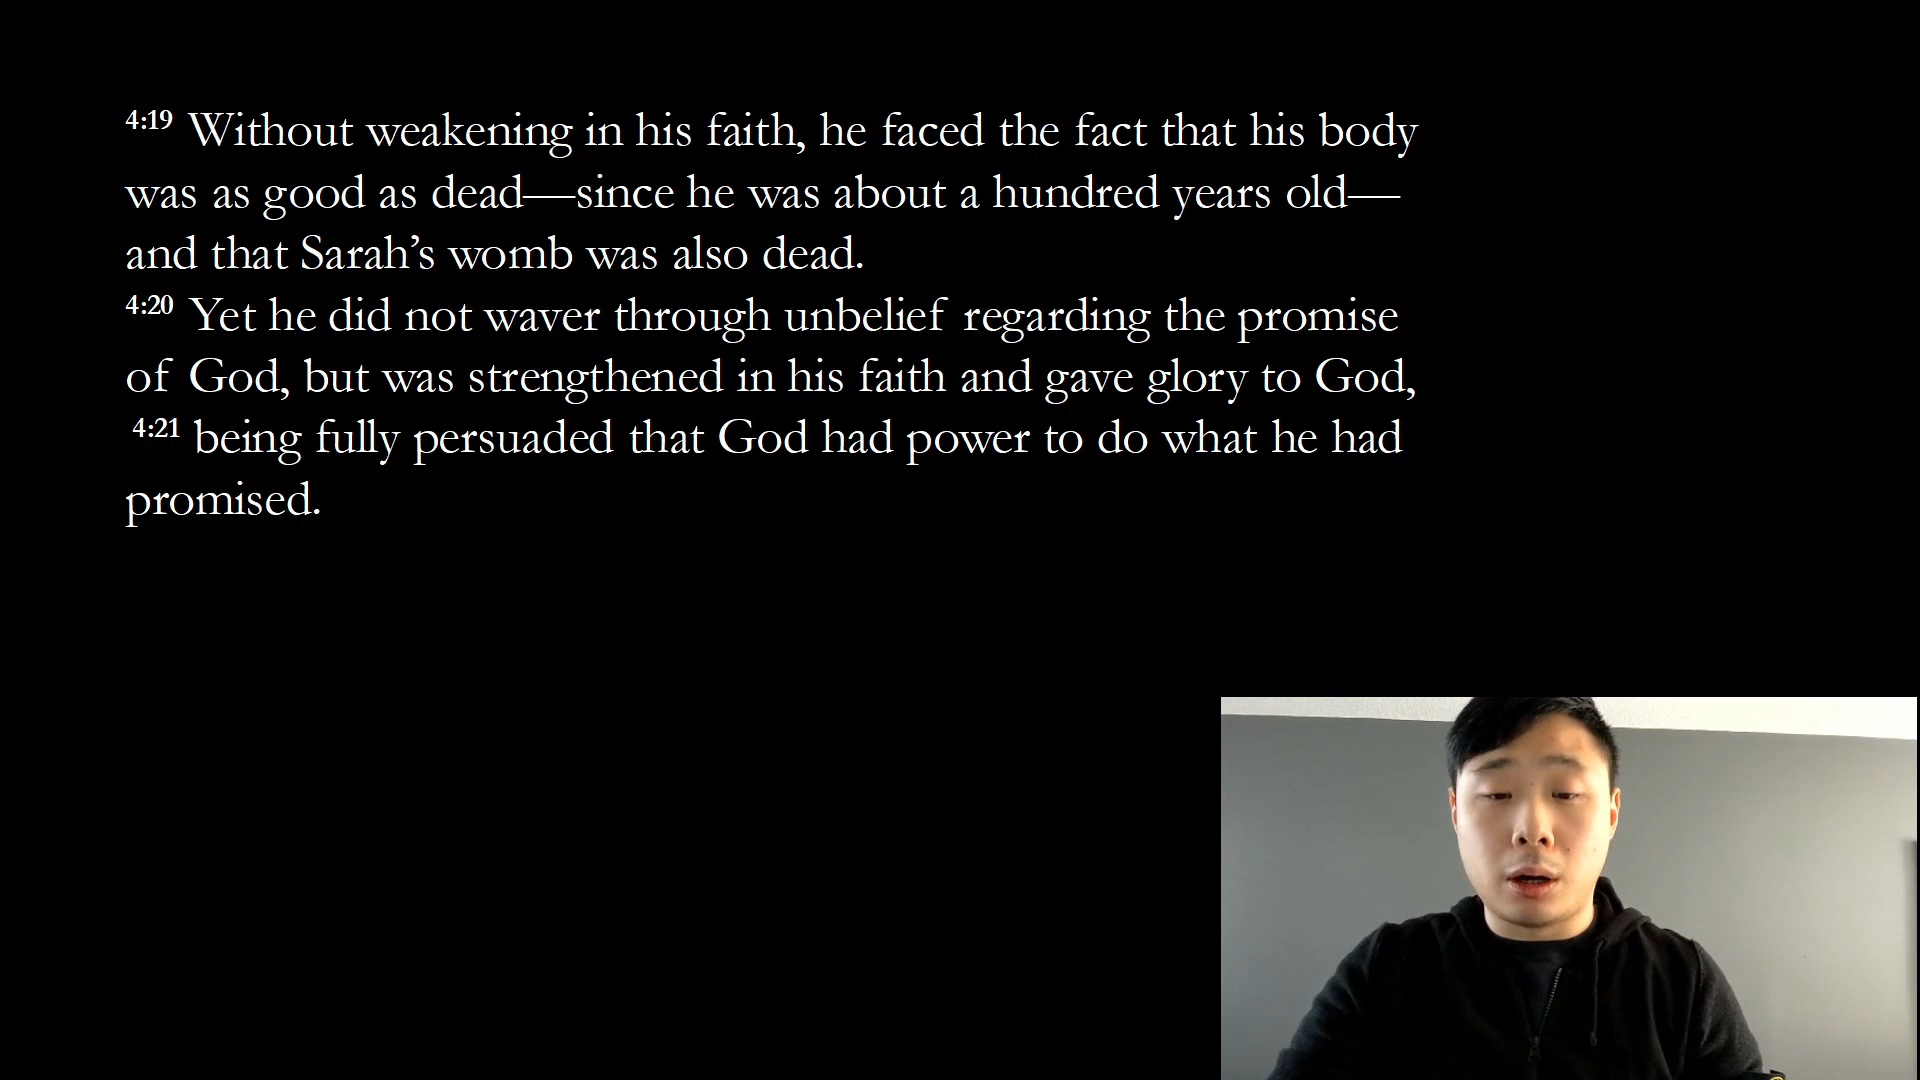 4:19 Without weakening in his faith, he faced the fact that his body
was as good as dead—since he was about a hundred years old—
and that Sarah’s womb was also dead.
4:20 Yet he did not waver through unbelief regarding the promise
of God, but was strengthened in his faith and gave glory to God,
4:21 being fully persuaded that God had power to do what he had
promised.